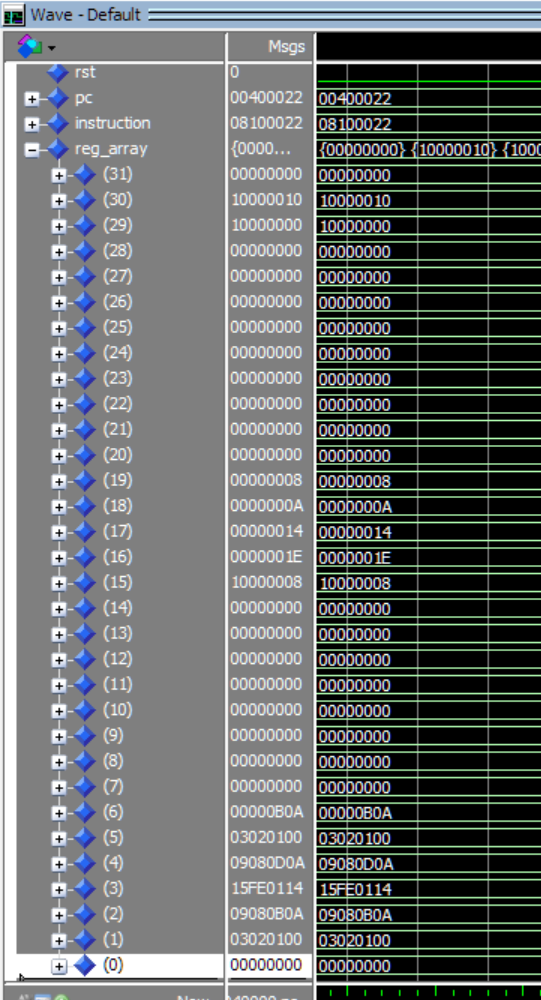 Wave - Default
Msgs
rst 0
pc 00400022 00400022
instruction 08100022 08100022
reg_array {0000... {00000000} {10000010} {1000
(31) 00000000 00000000
(30) 10000010 10000010
(29) 10000000 10000000
(28) 00000000 00000000
(27) 00000000 00000000
(26) 00000000 00000000
(25) 00000000 00000000
(24) 00000000 00000000
(23) 00000000 00000000
(22) 00000000 00000000
(21) 00000000 00000000
(20) 00000000 00000000
(19) 00000008 00000008
(18) 0000000A 0000000A
(17) 00000014 00000014
(16) 0000001E 0000001E
(15) 10000008 10000008
(14) 00000000 00000000
(13) 00000000 00000000
(12) 00000000 00000000
(11) 00000000 00000000
(10) 00000000 00000000
(9) 00000000 00000000
(8) 00000000 00000000
(7) 00000000 00000000
(6) 00000B0A 00000B0A
(5) 03020100 03020100
(4) 09080D0A 09080D0A
(3) 15FE0114 15FE0114
(2) 09080B0A 09080B0A
(1) 03020100 03020100
(0) 00000000 00000000